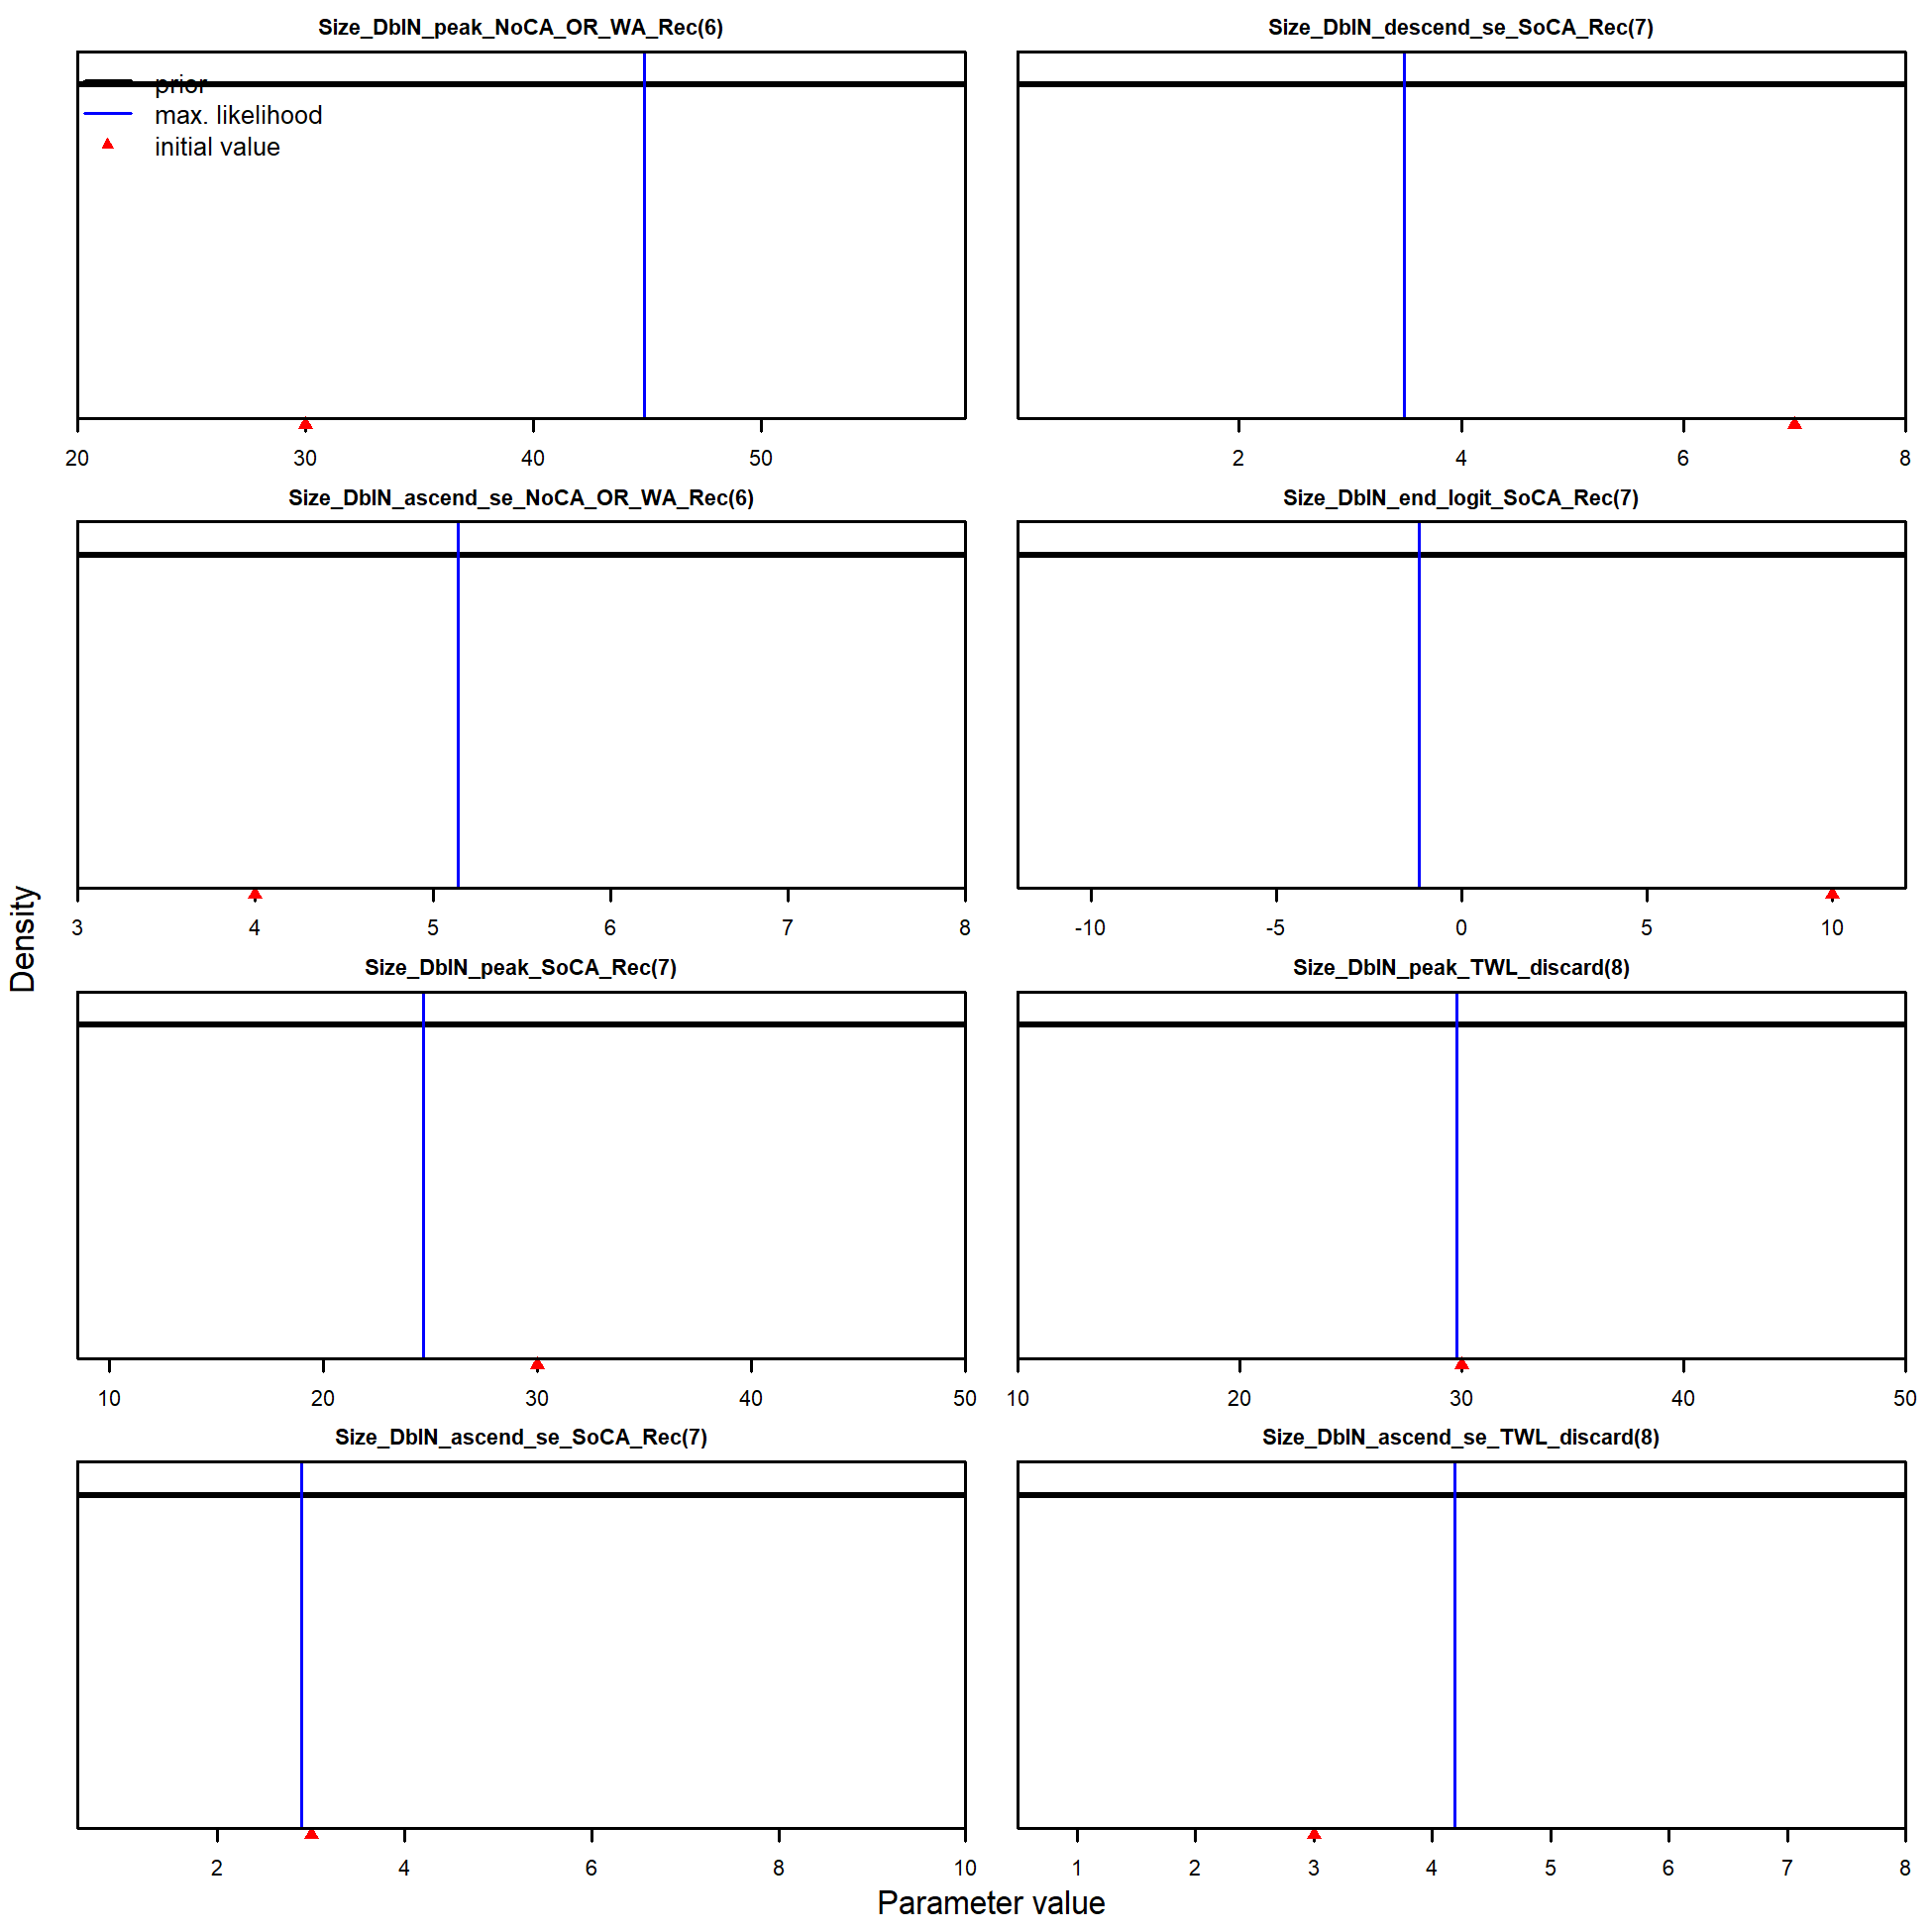 Size_DblN_peak_NoCA_OR_WA_Rec(6)
prior
max. likelihood
initial value
20 30 40 50
Size_DblN_descend_se_SoCA_Rec(7)
2 4 6 8
Size_DblN_ascend_se_NoCA_OR_WA_Rec(6)
3 4 5 6 7 8
Size_DblN_end_logit_SoCA_Rec(7)
-10 -5 0 5 10
Size_DblN_peak_SoCA_Rec(7)
10 20 30 40 50
Size_DblN_peak_TWL_discard(8)
10 20 30 40 50
Size_DblN_ascend_se_SoCA_Rec(7)
2 4 6 8 10
Size_DblN_ascend_se_TWL_discard(8)
1 2 3 4 5 6 7 8
Density
Parameter value